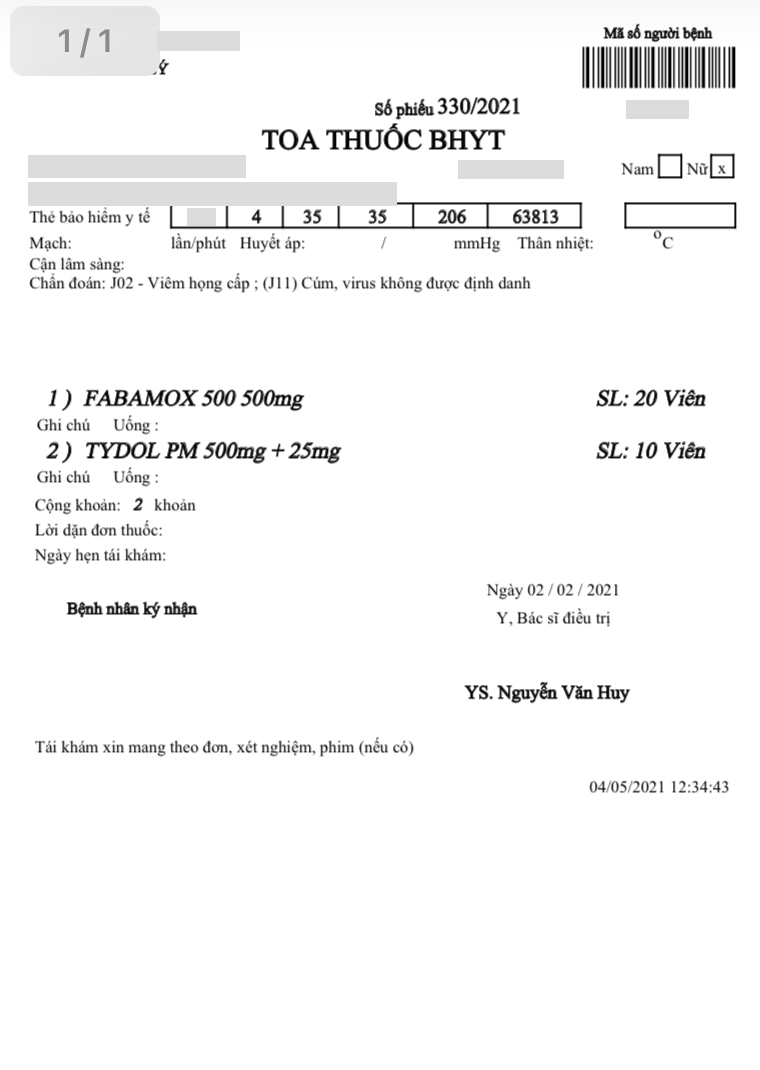 1/1
Mã số người bệnh
Ý
Số phiếu 330/2021
TOA THUỐC BHYT
Nam Nữ x
Thẻ bảo hiểm y tế 4 35 35 206 63813
Mạch: lần/phút Huyết áp: / mmHg Thân nhiệt: °C
Cận lâm sàng:
Chẩn đoán: J02 - Viêm họng cấp ; (J11) Cúm, virus không được định danh
1 ) FABAMOX 500 500mg SL: 20 Viên
Ghi chú Uống :
2 ) TYDOL PM 500mg + 25mg SL: 10 Viên
Ghi chú Uống :
Cộng khoản: 2 khoản
Lời dặn đơn thuốc:
Ngày hẹn tái khám:
Ngày 02 / 02 / 2021
Bệnh nhân ký nhận
Y, Bác sĩ điều trị
YS. Nguyễn Văn Huy
Tái khám xin mang theo đơn, xét nghiệm, phim (nếu có)
04/05/2021 12:34:43